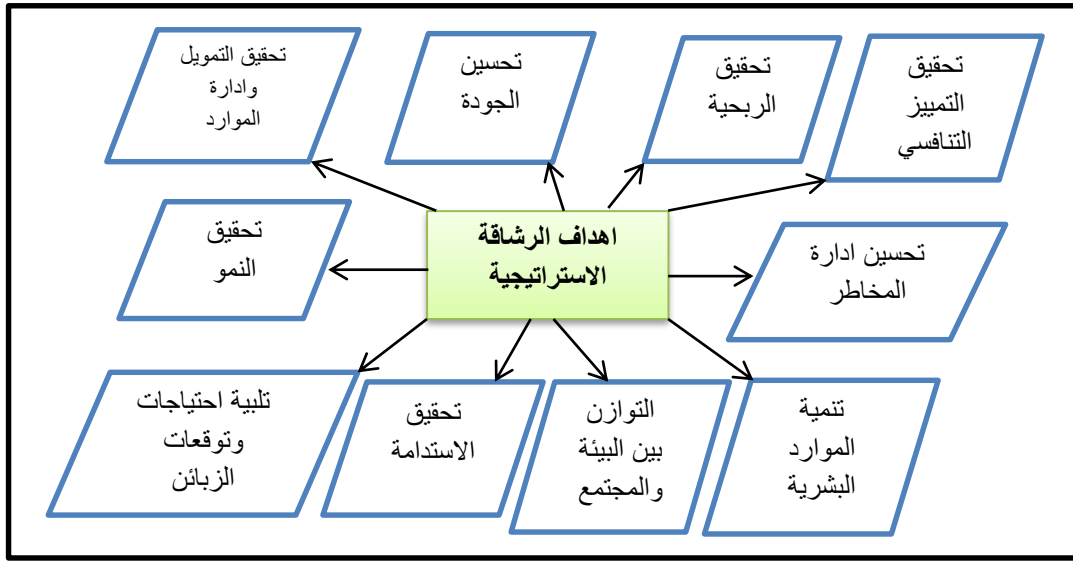 تحقيق
التمييز
التنافسي
تحقيق
الربحية
تحسين
الجودة
تحقيق التمويل
وادارة
الموارد
اهداف الرشاقة
الاستراتيجية
تحسين ادارة
المخاطر
تحقيق
النمو
تنمية
الموارد
البشرية
التوازن
بين البيئة
والمجتمع
تحقيق
الاستدامة
تلبية احتياجات
وتوقعات
الزبائن